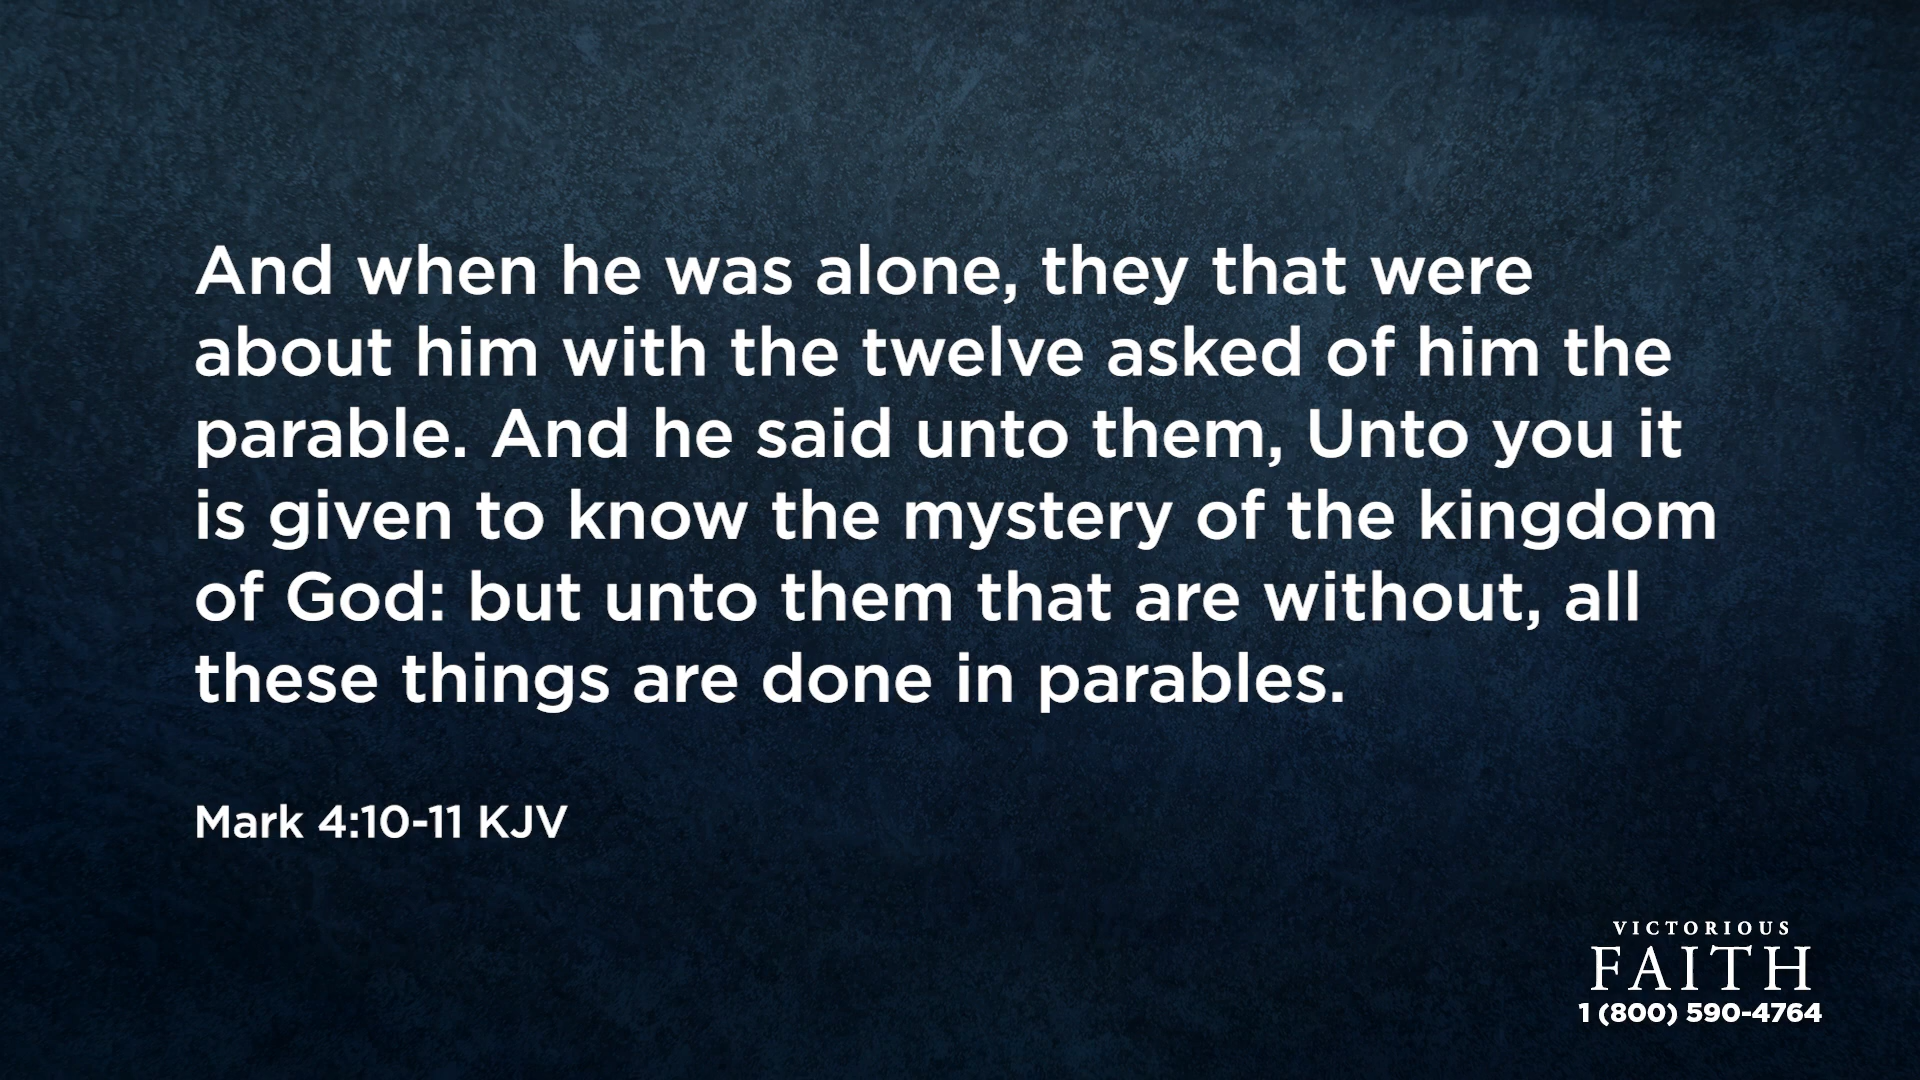 And when he was alone, they that were
about him with the twelve asked of him the
parable. And he said unto them, Unto you it
is given to know the mystery of the kingdom
of God: but unto them that are without, all
these things are done in parables.
Mark 4:10-11 KJV
VICTORIOUS
FAITH
1 (800) 590-4764